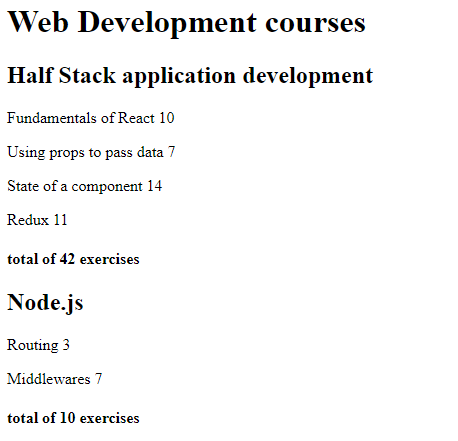 Web Development courses
Half Stack application development
Fundamentals of React 10
Using props to pass data 7
State of a component 14
Redux 11
total of 42 exercises
Node.js
Routing 3
Middlewares 7
total of 10 exercises